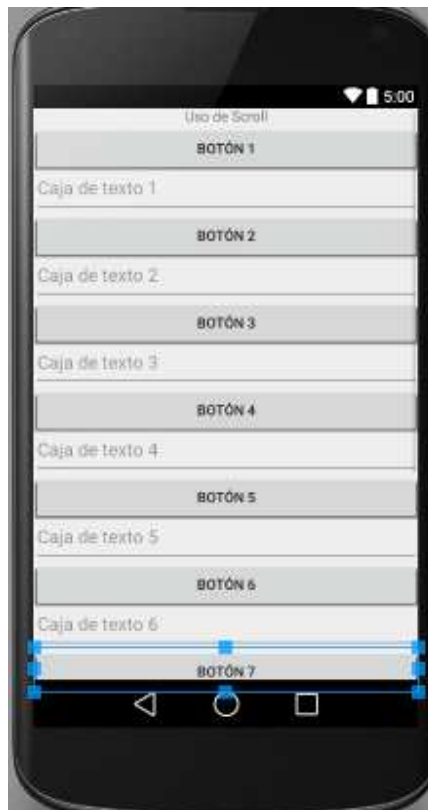 5:00
Uso de Scroll
BOTÓN 1
Caja de texto 1
BOTÓN 2
Caja de texto 2
BOTÓN 3
Caja de texto 3
BOTÓN 4
Caja de texto 4
BOTÓN 5
Caja de texto 5
BOTÓN 6
Caja de texto 6
BOTÓN 7